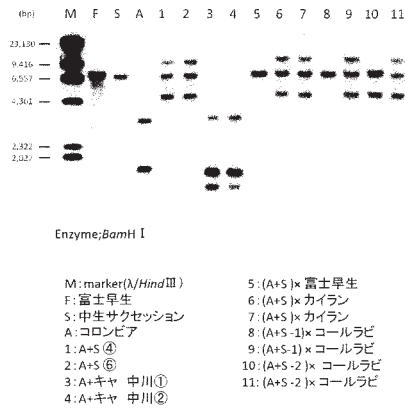 (bp) M F S A 1 2 3 4 5 6 7 8 9 10 11
23,130
9,416
6,557
4,361
2,322
2,027
Enzyme;BamH I
M:marker(λ/HindⅢ)
F:富士早生
S:中生サクセッション
A:コロンビア
1:A+S ④
2:A+S ⑥
3:A+キャ 中川①
4:A+キャ 中川②
5:(A+S )× 富士早生
6:(A+S )× カイラン
7:(A+S )× カイラン
8:(A+S -1)× コールラビ
9:(A+S-1)× コールラビ
10:(A+S -2)× コールラビ
11:(A+S -2)× コールラビ